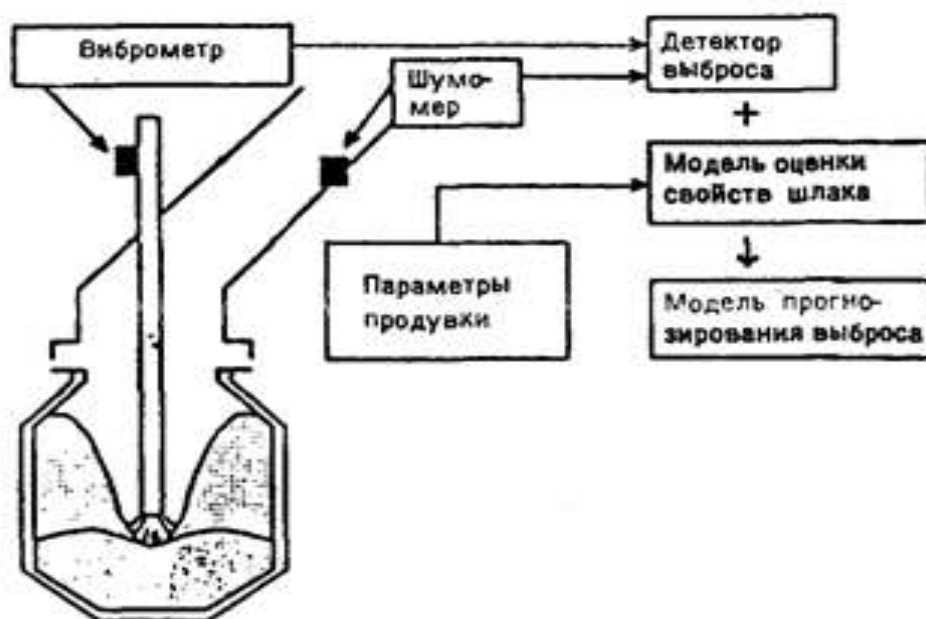 Виброметр
Детектор
выброса
Шумо-
мер
+
Модель оценки
свойств шлака
Параметры
продувки
Модель прогно-
зирования выброса